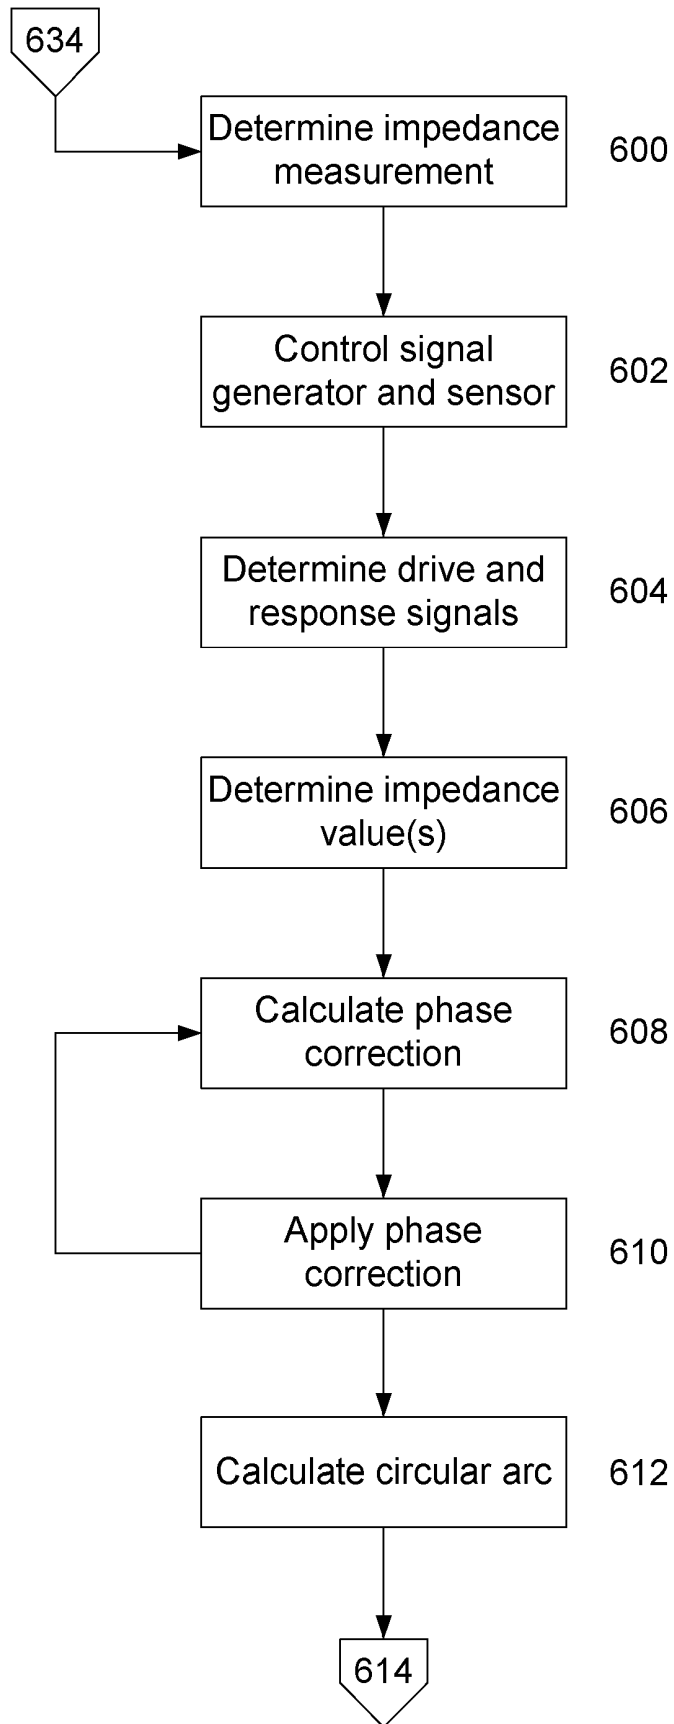 634
Determine impedance
measurement
600
Control signal
generator and sensor
602
Determine drive and
response signals
604
Determine impedance
value(s)
606
Calculate phase
correction
608
Apply phase
correction
610
Calculate circular arc
612
614